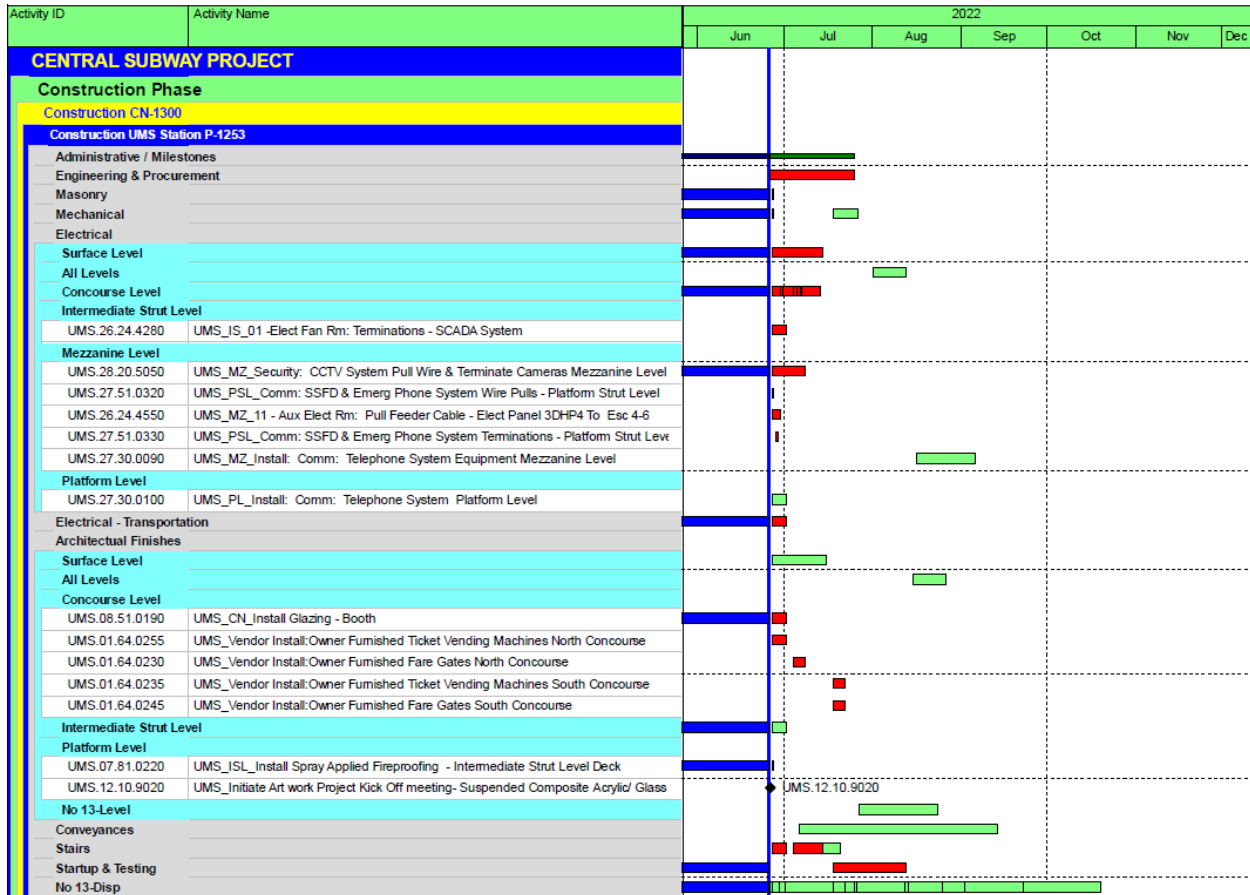 Activity ID Activity Name 2022
Jun Jul Aug Sep Oct Nov Dec
CENTRAL SUBWAY PROJECT
Construction Phase
Construction CN-1300
Construction UMS Station P-1253
Administrative / Milestones
Engineering & Procurement
Masonry
Mechanical
Electrical
Surface Level
All Levels
Concourse Level
Intermediate Strut Level
UMS.26.24.4280 UMS_IS_01 -Elect Fan Rm: Terminations - SCADA System
Mezzanine Level
UMS.28.20.5050 UMS_MZ_Security: CCTV System Pull Wire & Terminate Cameras Mezzanine Level
UMS.27.51.0320 UMS_PSL_Comm: SSFD & Emerg Phone System Wire Pulls - Platform Strut Level
UMS.26.24.4550 UMS_MZ_11 - Aux Elect Rm: Pull Feeder Cable - Elect Panel 3DHP4 To Esc 4-6
UMS.27.51.0330 UMS_PSL_Comm: SSFD & Emerg Phone System Terminations - Platform Strut Leve
UMS.27.30.0090 UMS_MZ_Install: Comm: Telephone System Equipment Mezzanine Level
Platform Level
UMS.27.30.0100 UMS_PL_Install: Comm: Telephone System Platform Level
Electrical - Transportation
Architectual Finishes
Surface Level
All Levels
Concourse Level
UMS.08.51.0190 UMS_CN_Install Glazing - Booth
UMS.01.64.0255 UMS_Vendor Install:Owner Furnished Ticket Vending Machines North Concourse
UMS.01.64.0230 UMS_Vendor Install:Owner Furnished Fare Gates North Concourse
UMS.01.64.0235 UMS_Vendor Install:Owner Furnished Ticket Vending Machines South Concourse
UMS.01.64.0245 UMS_Vendor Install:Owner Furnished Fare Gates South Concourse
Intermediate Strut Level
Platform Level
UMS.07.81.0220 UMS_ISL_Install Spray Applied Fireproofing - Intermediate Strut Level Deck
UMS.12.10.9020 UMS_Initiate Art work Project Kick Off meeting- Suspended Composite Acrylic/ Glass UMS.12.10.9020
No 13-Level
Conveyances
Stairs
Startup & Testing
No 13-Disp